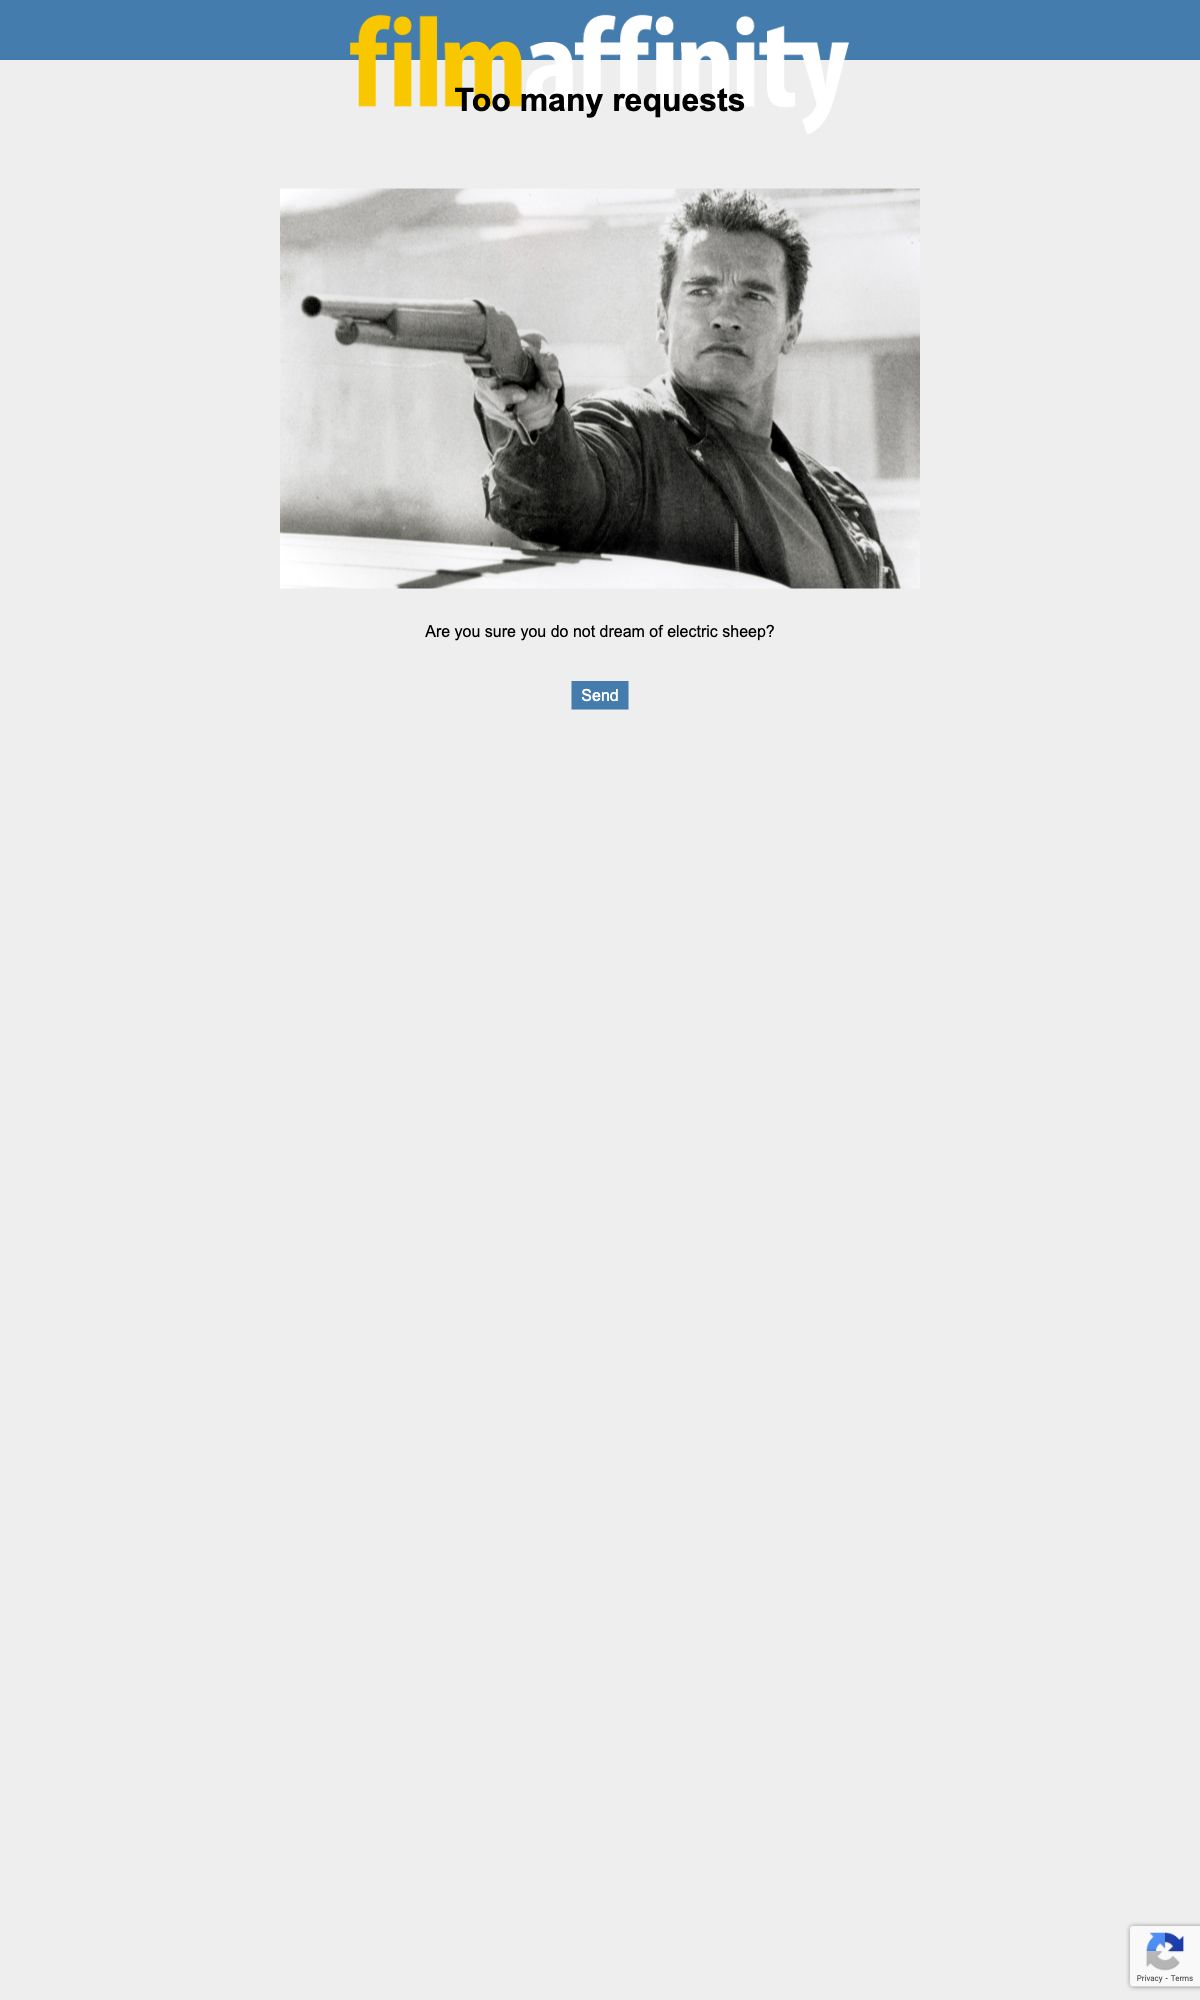 filmaffinity
Too many requests
Are you sure you do not dream of electric sheep?
Send
Privacy - Terms